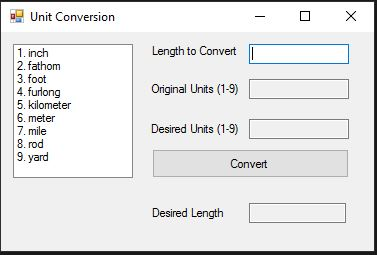 Unit Conversion
1. inch
2. fathom
3. foot
4. furlong
5. kilometer
6. meter
7. mile
8. rod
9. yard
Length to Convert
Original Units (1-9)
Desired Units (1-9)
Convert
Desired Length